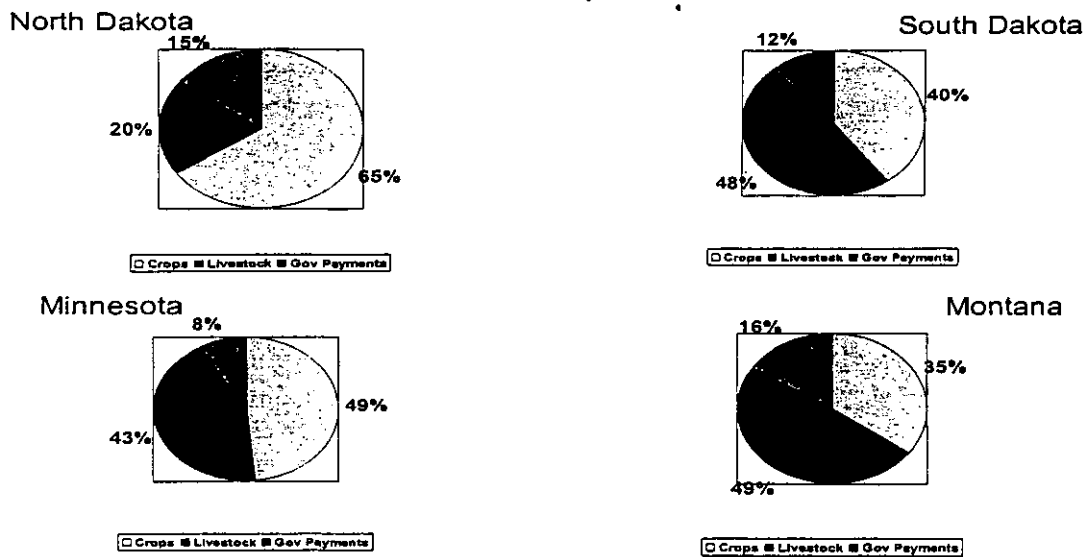 North Dakota
15%
20%
65%
Crops Livestock Gov Payments
South Dakota
12%
40%
48%
Crops Livestock Gov Payments
Minnesota
8%
49%
43%
Crops Livestock Gov Payments
Montana
16%
35%
49%
Crops Livestock Gov Payments